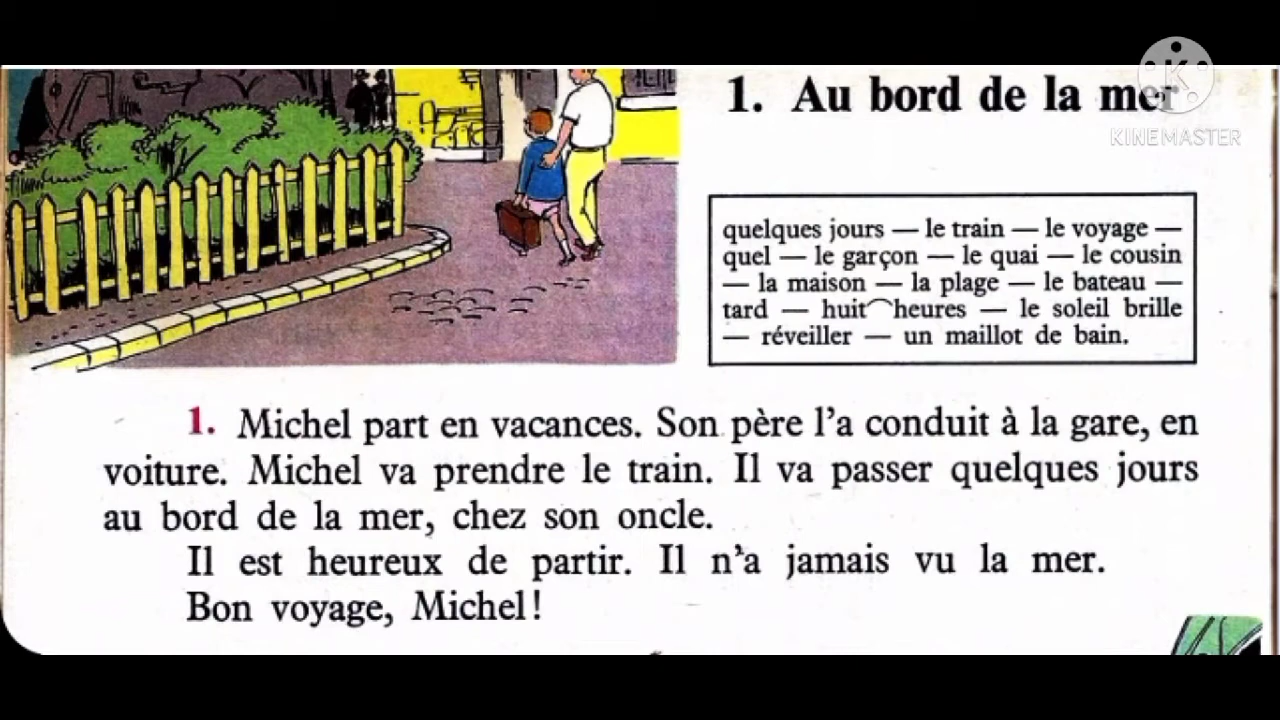 1. Au bord de la mer
KINEMASTER
quelques jours — le train — le voyage —
quel — le garçon — le quai — le cousin
— la maison — la plage — le bateau —
tard — huit⁀heures — le soleil brille
— réveiller — un maillot de bain.
1. Michel part en vacances. Son père l'a conduit à la gare, en
voiture. Michel va prendre le train. Il va passer quelques jours
au bord de la mer, chez son oncle.
Il est heureux de partir. Il n'a jamais vu la mer.
Bon voyage, Michel!